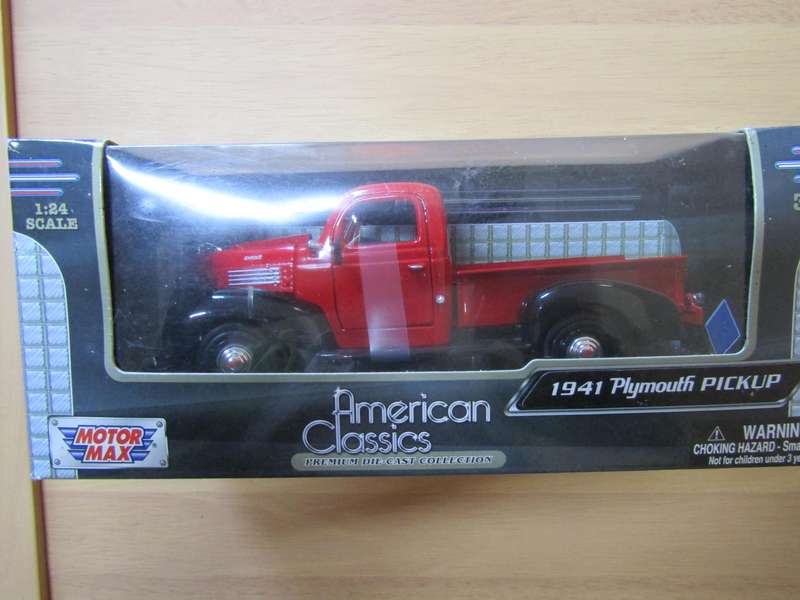 1:24
SCALE
MOTOR
MAX
®
American
Classics
PREMIUM DIE-CAST COLLECTION
1941 Plymouth PICKUP
WARNIN
CHOKING HAZARD - Sma
Not for children under 3 ye